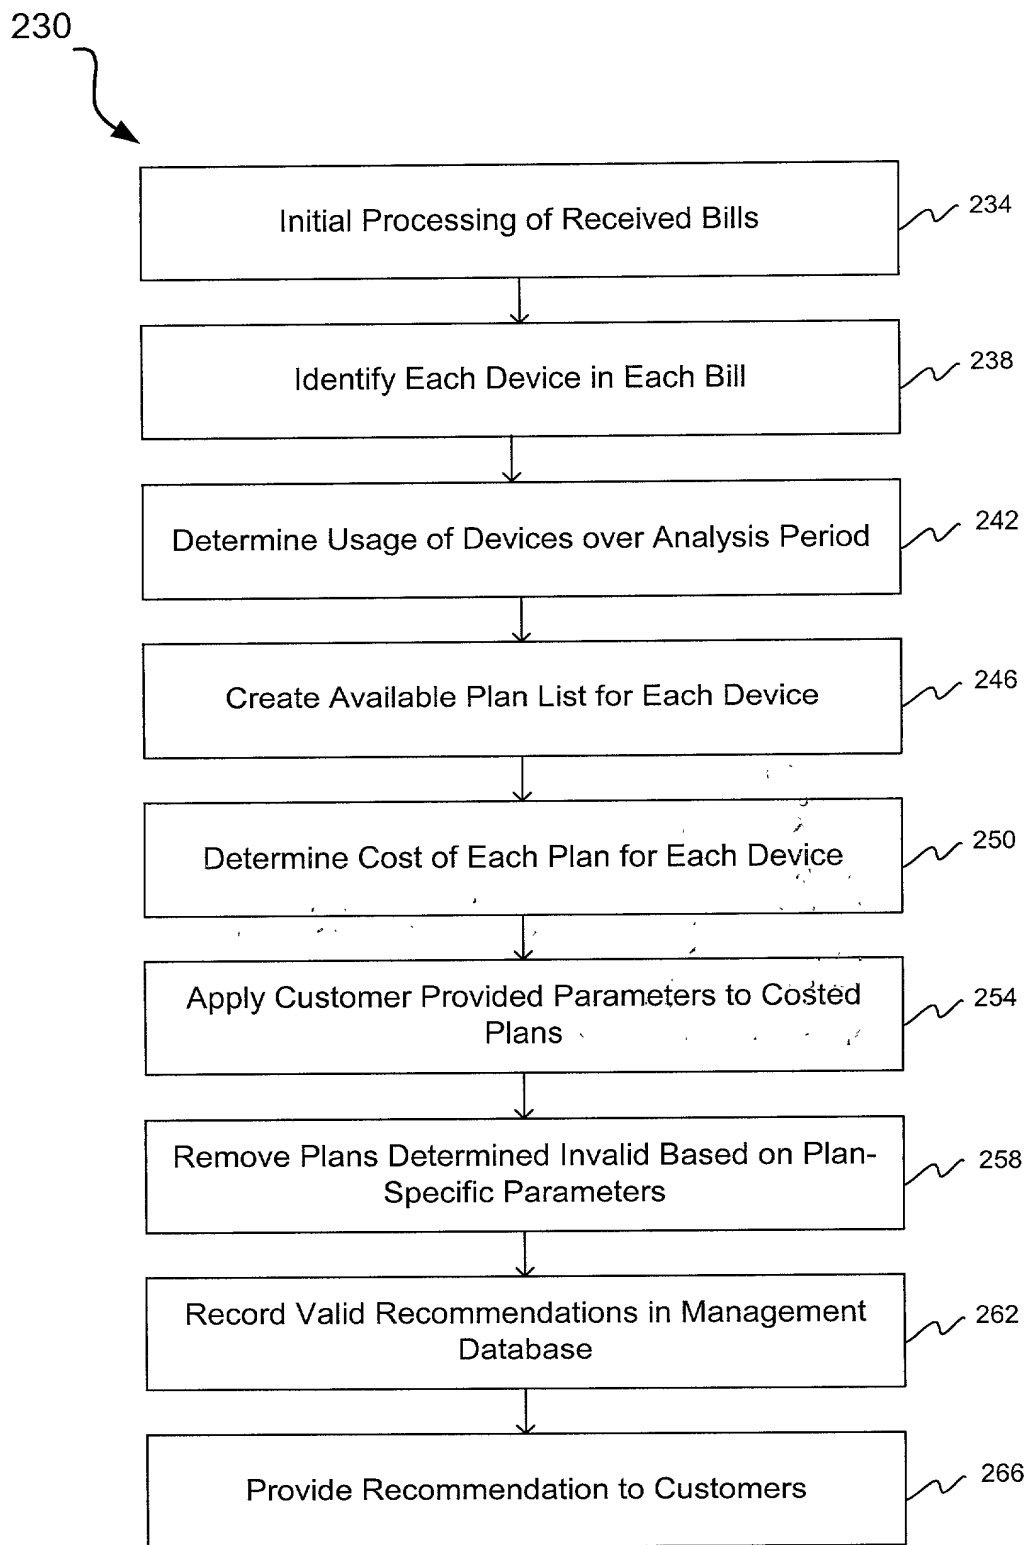 230
Initial Processing of Received Bills
234
Identify Each Device in Each Bill
238
Determine Usage of Devices over Analysis Period
242
Create Available Plan List for Each Device
246
Determine Cost of Each Plan for Each Device
250
Apply Customer Provided Parameters to Costed
Plans
254
Remove Plans Determined Invalid Based on Plan-
Specific Parameters
258
Record Valid Recommendations in Management
Database
262
Provide Recommendation to Customers
266